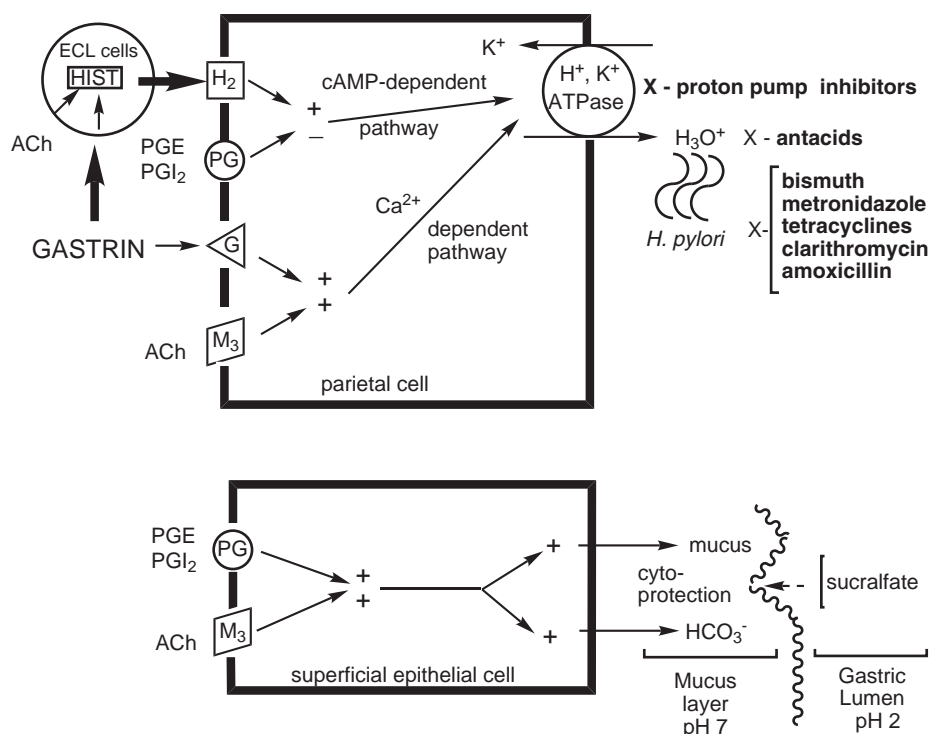 ECL cells
HIST
ACh
GASTRIN
H₂
PGE
PGI₂
PG
G
ACh
M₃
+
–
cAMP-dependent
pathway
Ca²⁺
dependent
pathway
+
+
parietal cell
K⁺
H⁺, K⁺
ATPase
X - proton pump inhibitors
H₃O⁺ X - antacids
H. pylori
X-
bismuth
metronidazole
tetracyclines
clarithromycin
amoxicillin
PGE
PGI₂
PG
ACh
M₃
+
+
+
+
superficial epithelial cell
mucus
cyto-
protection
HCO₃⁻
sucralfate
Mucus
layer
pH 7
Gastric
Lumen
pH 2